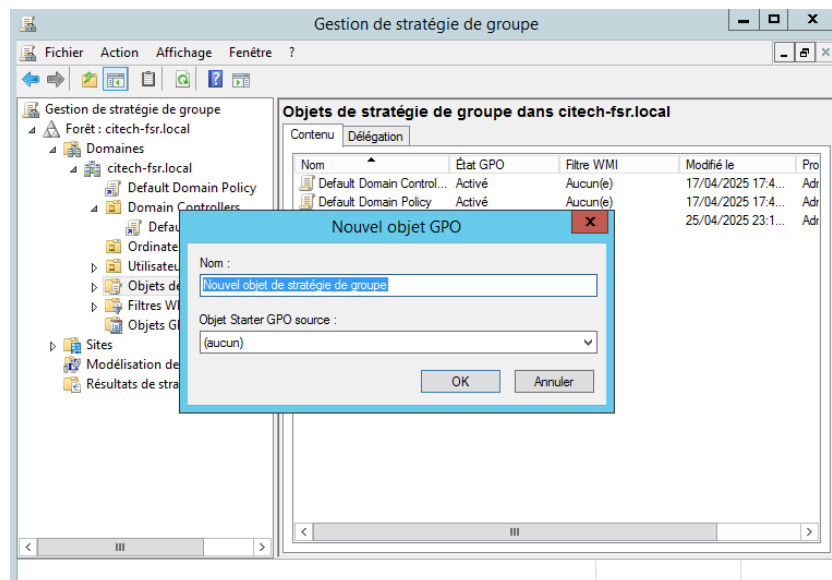 Gestion de stratégie de groupe
Fichier Action Affichage Fenêtre ?
Gestion de stratégie de groupe
Forêt : citech-fsr.local
Domaines
citech-fsr.local
Default Domain Policy
Domain Controllers
Defau
Ordinate
Utilisateu
Objets de
Filtres WI
Objets GI
Sites
Modélisation de
Résultats de stra
Objets de stratégie de groupe dans citech-fsr.local
Contenu Délégation
Nom État GPO Filtre WMI Modifié le Pro
Default Domain Control... Activé Aucun(e) 17/04/2025 17:4... Adr
Default Domain Policy Activé Aucun(e) 17/04/2025 17:4... Adr
25/04/2025 23:1... Adr
Nouvel objet GPO
Nom :
Nouvel objet de stratégie de groupe
Objet Starter GPO source :
(aucun)
OK Annuler